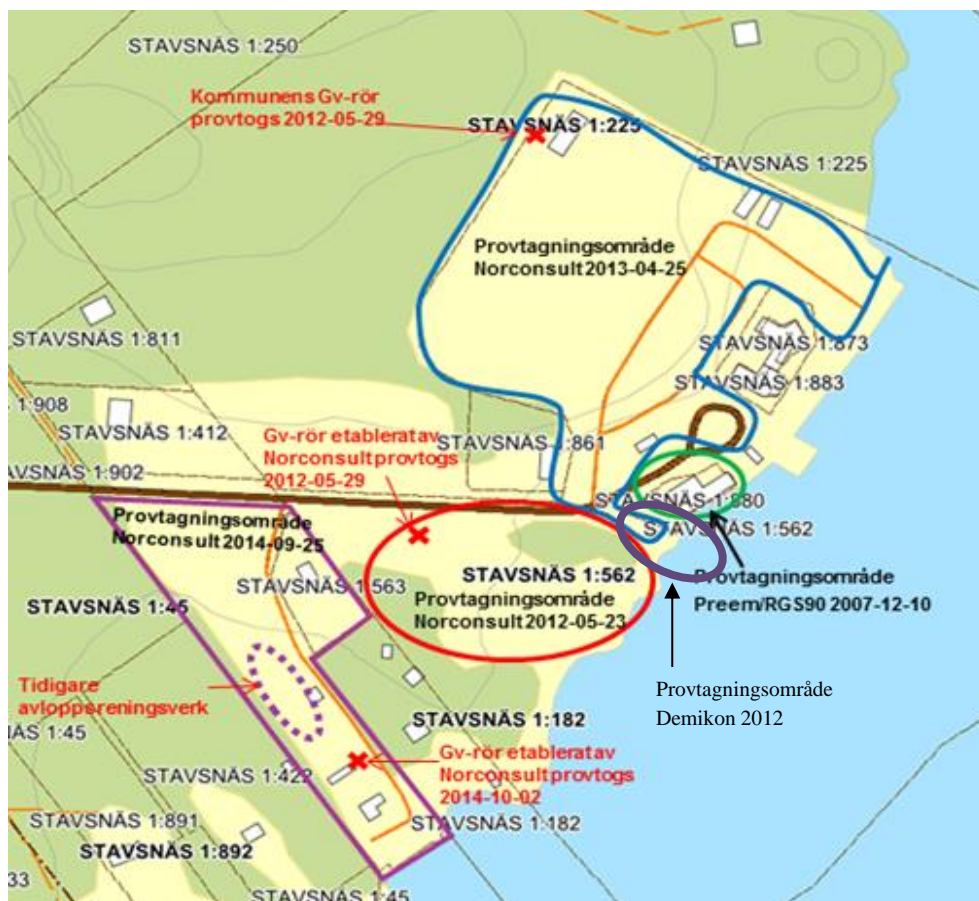 STAVSNÄS 1:250
Kommunens Gv-rör
provtogs 2012-05-29
STAVSNÄS 1:225
STAVSNÄS 1:225
Provtagningsområde
Norconsult 2013-04-25
STAVSNÄS 1:811
STAVSNÄS 1:873
STAVSNÄS 1:883
1:908
STAVSNÄS 1:412
Gv-rör etablerat av
Norconsult provtogs
2012-05-29
STAVSNÄS 1:861
AVSNÄS 1:902
STAVSNÄS 1:880
STAVSNÄS 1:562
Provtagningsområde
Norconsult 2014-09-25
STAVSNÄS 1:563
STAVSNÄS 1:562
Provtagningsområde
Norconsult 2012-05-23
Provtagningsområde
Preem/RGS90 2007-12-10
STAVSNÄS 1:45
Tidigare
avloppsreningsverk
Provtagningsområde
Demikon 2012
STAVSNÄS 1:182
NÄS 1:45
Gv-rör etablerat av
Norconsult provtogs
2014-10-02
STAVSNÄS 1:422
STAVSNÄS 1:891
STAVSNÄS 1:182
STAVSNÄS 1:892
33
STAVSNÄS 1:45